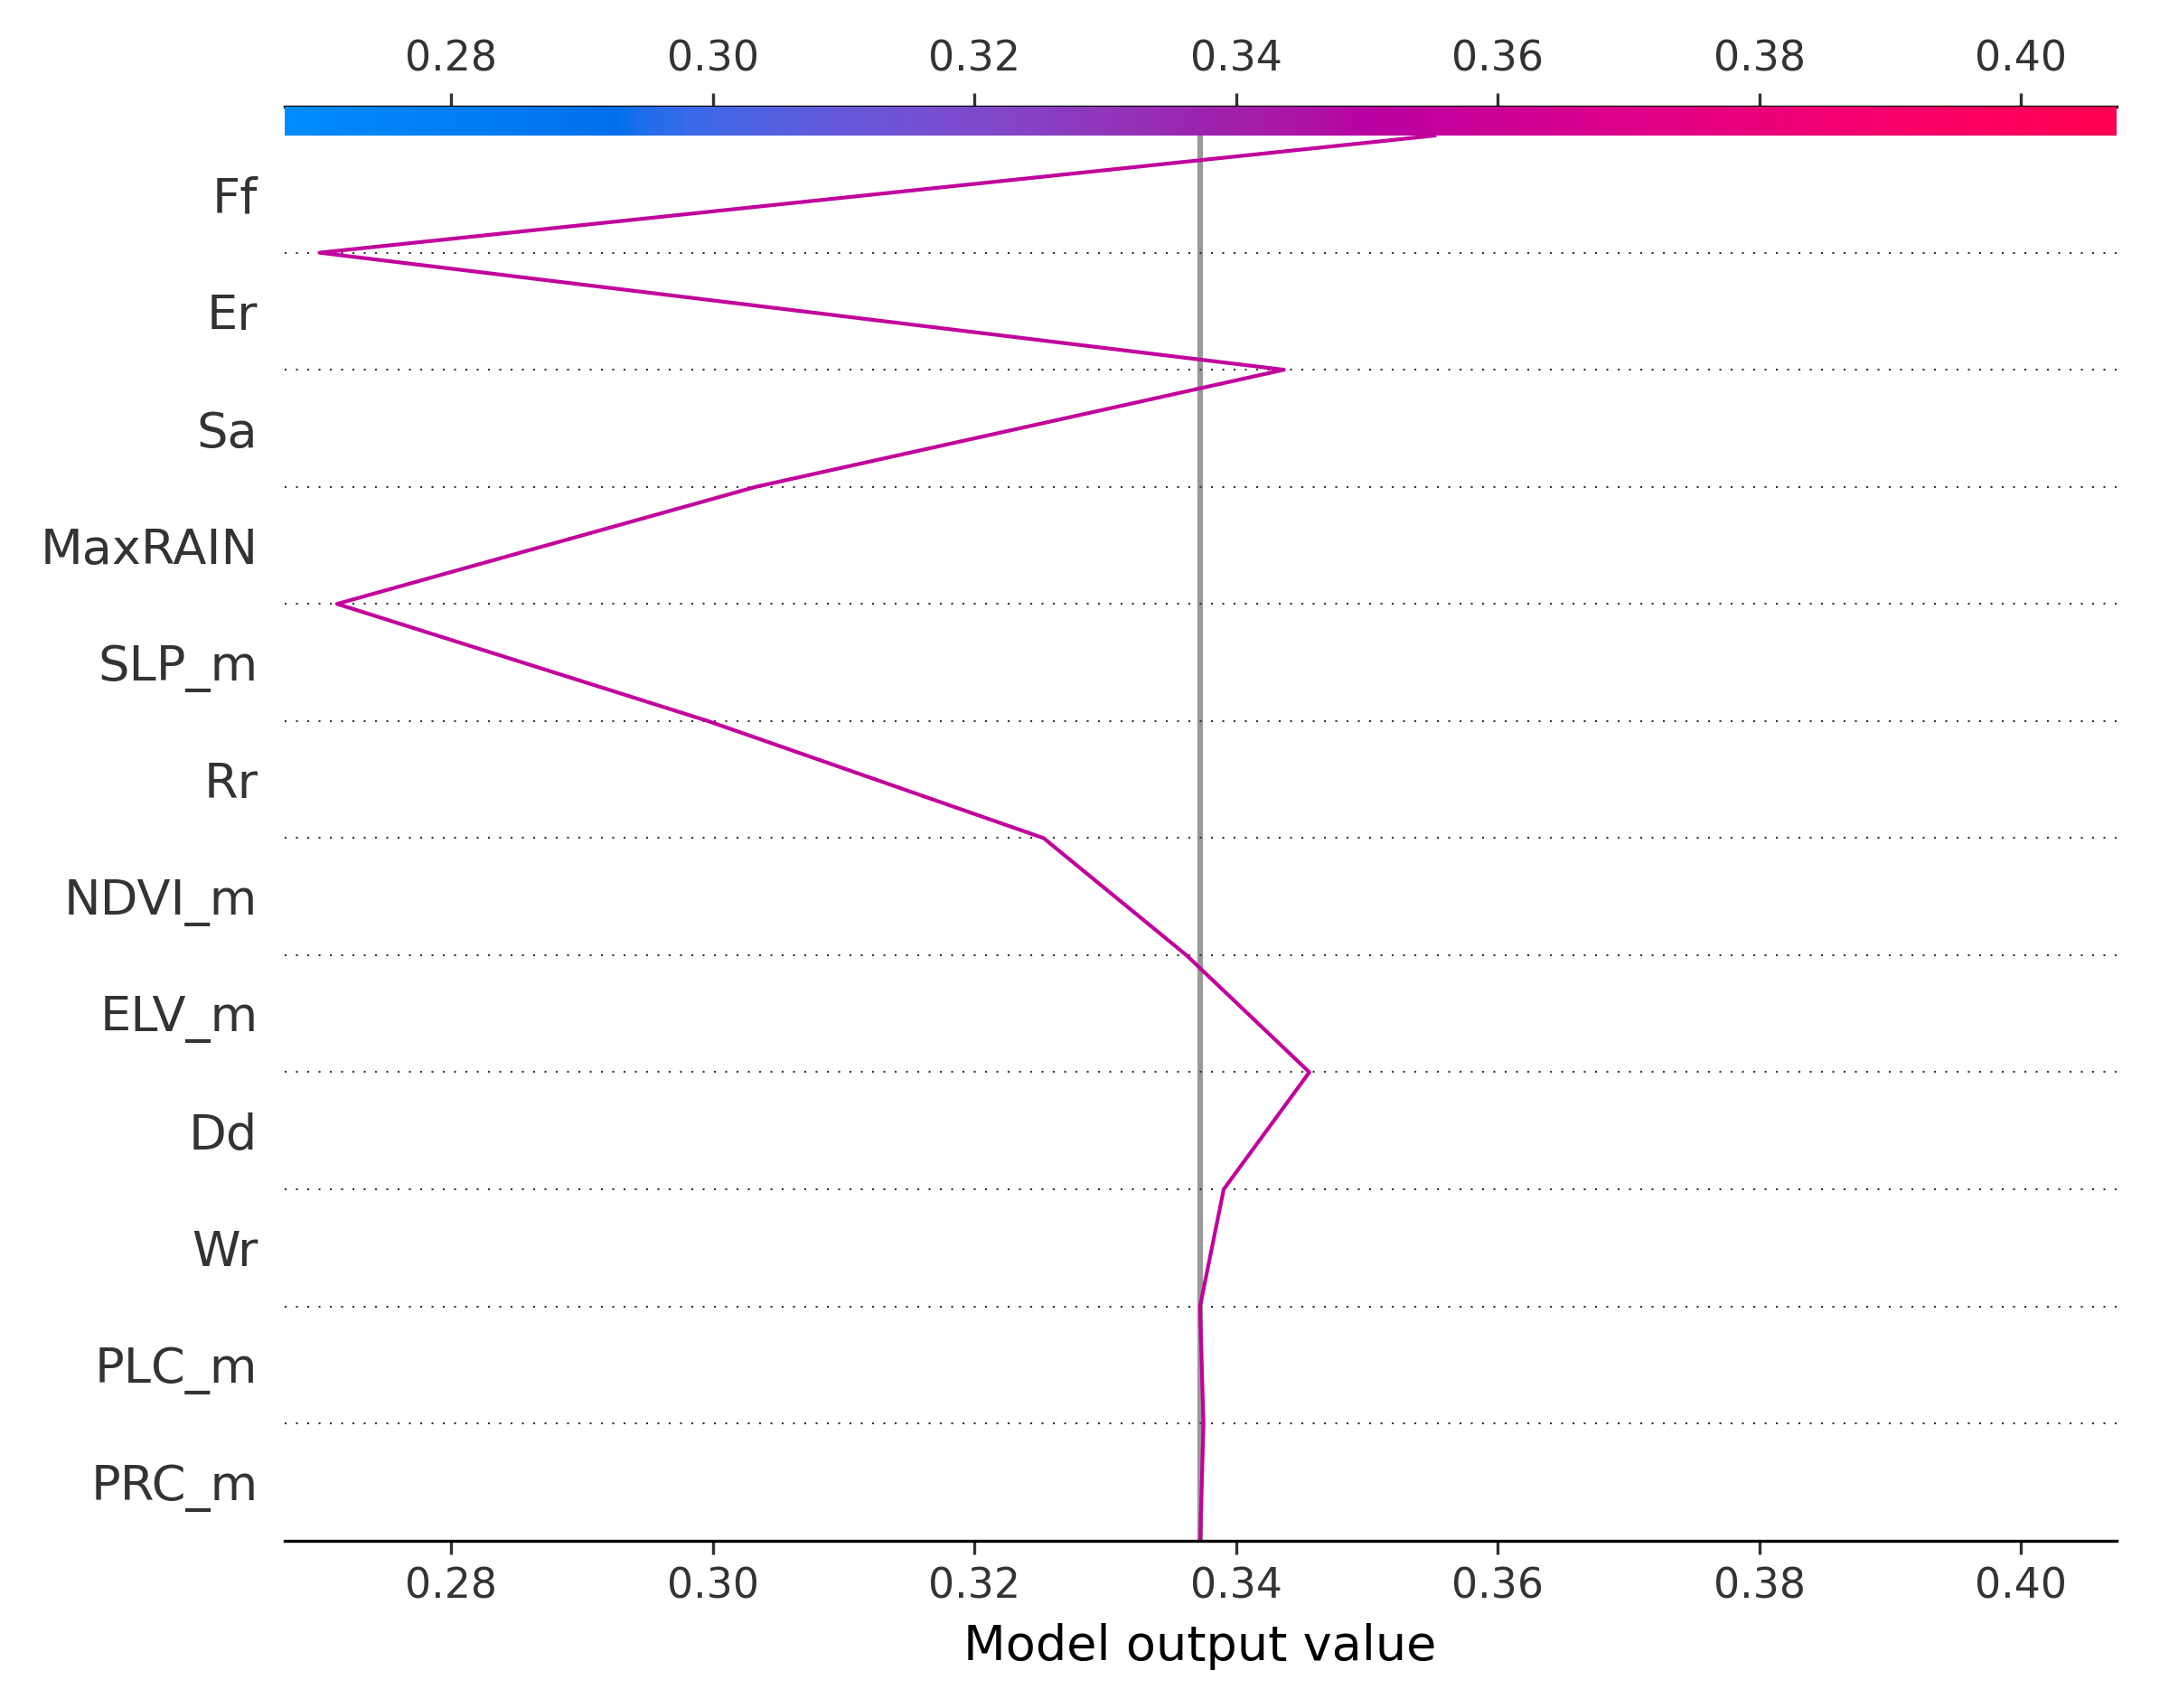 0.28 0.30 0.32 0.34 0.36 0.38 0.40
Ff
Er
Sa
MaxRAIN
SLP_m
Rr
NDVI_m
ELV_m
Dd
Wr
PLC_m
PRC_m
0.28 0.30 0.32 0.34 0.36 0.38 0.40
Model output value